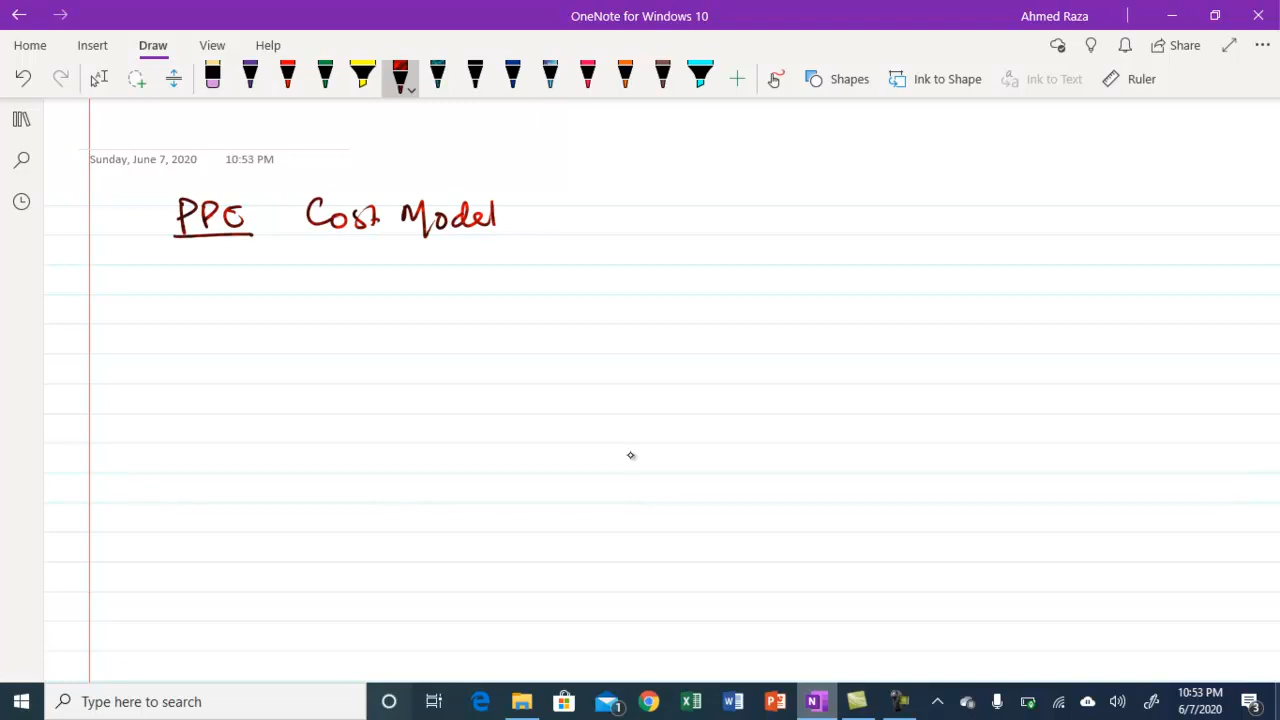 OneNote for Windows 10
Ahmed Raza
Home Insert Draw View Help
Share
Shapes
Ink to Shape
Ink to Text
Ruler
Sunday, June 7, 2020 10:53 PM
PPC Cost Model
Type here to search
1
10:53 PM
6/7/2020
3